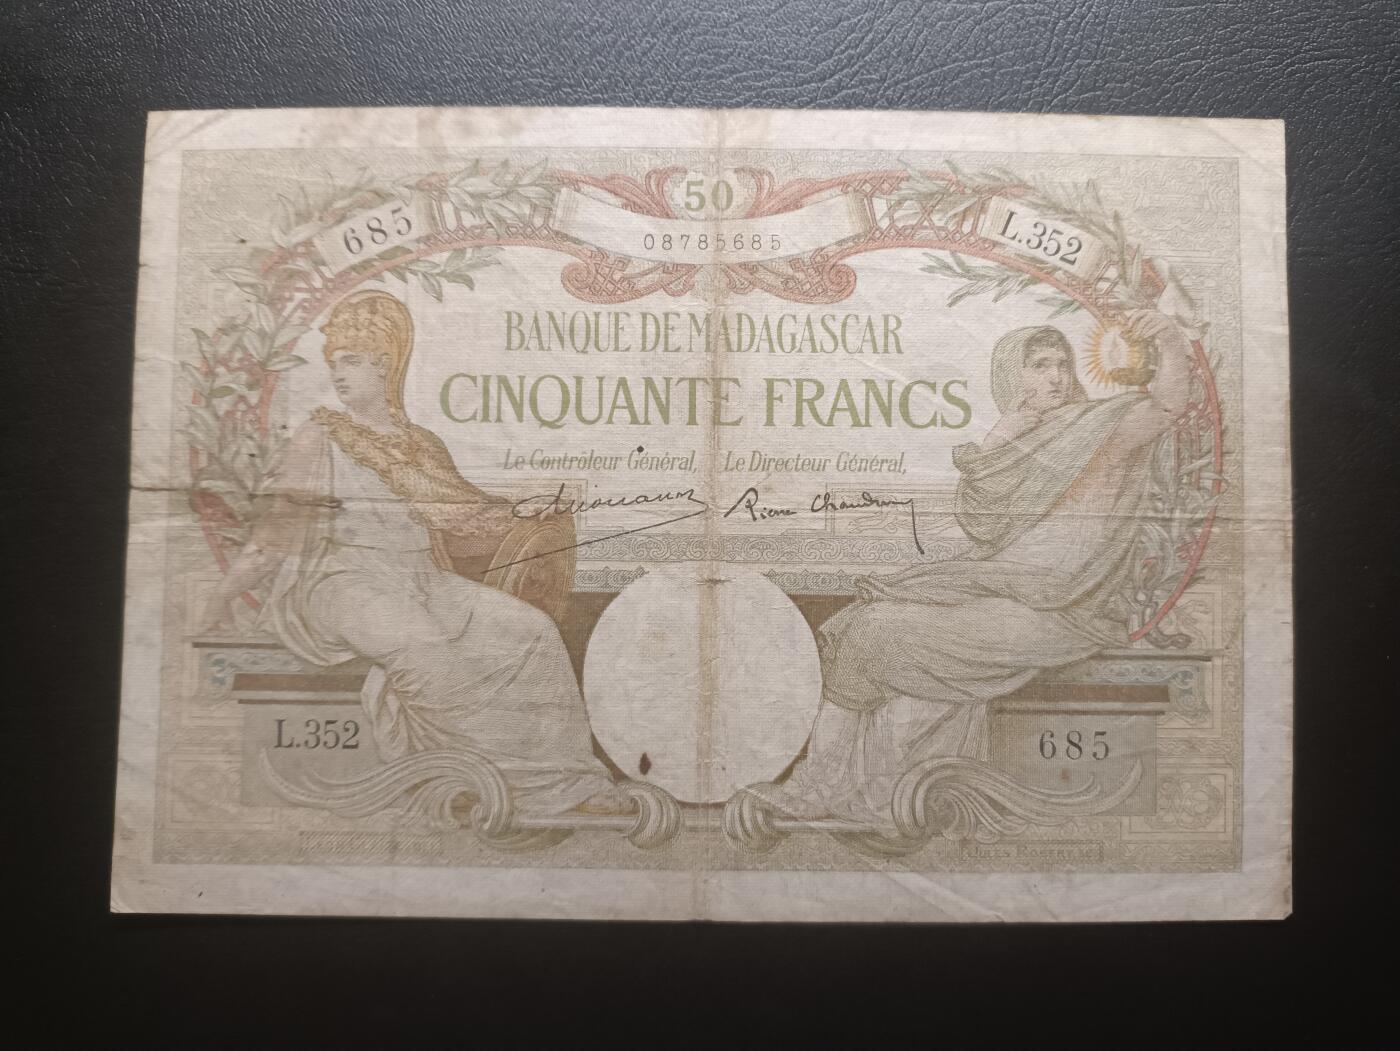 50
685
08785685
L.352
BANQUE DE MADAGASCAR
CINQUANTE FRANCS
Le Contrôleur Général, Le Directeur Général,
L.352
685